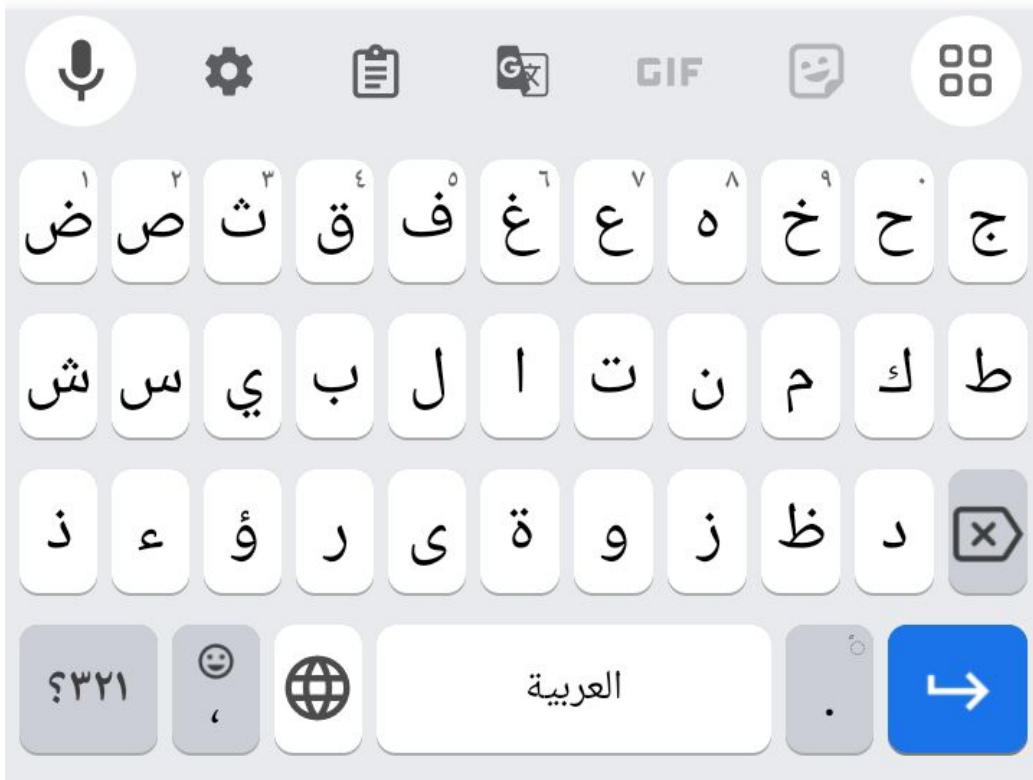 GIF
ض ١ ص ٢ ث ٣ ق ٤ ف ٥ غ ٦ ع ٧ ه ٨ خ ٩ ح ٠ ج
ش س ي ب ل ا ت ن م ك ط
ذ ء ؤ ر ى ة و ز ظ د
؟٣٢١ ، العربية .